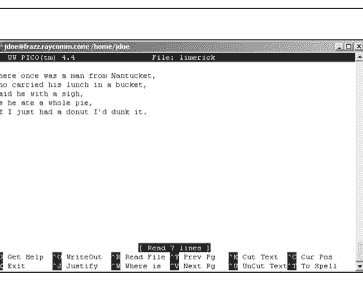 jdoe@frazz.raycomm.com: /home/jdoe
UW PICO(tm) 4.4 File: limerick
here once was a man from Nantucket,
ho carried his lunch in a bucket,
aid he with a sigh,
s he ate a whole pie,
f I just had a donut I'd dunk it.
[ Read 7 lines ]
Get Help ^O WriteOut ^R Read File ^Y Prev Pg ^K Cut Text ^C Cur Pos
Exit ^J Justify ^W Where is ^V Next Pg ^U UnCut Text ^T To Spell